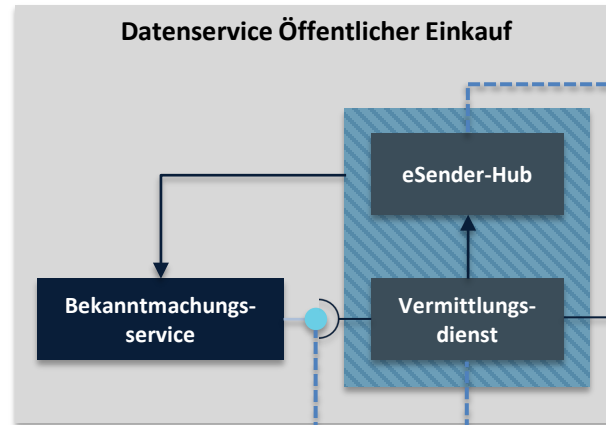 Datenservice Öffentlicher Einkauf
eSender-Hub
Bekanntmachungs-
service
Vermittlungs-
dienst